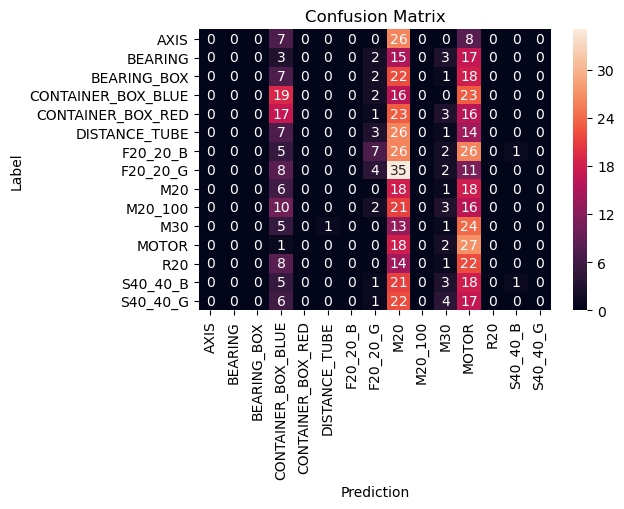 Confusion Matrix
AXIS 0 0 0 7 0 0 0 0 26 0 0 8 0 0 0
BEARING 0 0 0 3 0 0 0 2 15 0 3 17 0 0 0
BEARING_BOX 0 0 0 7 0 0 0 2 22 0 1 18 0 0 0
CONTAINER_BOX_BLUE 0 0 0 19 0 0 0 2 16 0 0 23 0 0 0
CONTAINER_BOX_RED 0 0 0 17 0 0 0 1 23 0 3 16 0 0 0
DISTANCE_TUBE 0 0 0 7 0 0 0 3 26 0 1 14 0 0 0
F20_20_B 0 0 0 5 0 0 0 7 26 0 2 26 0 1 0
F20_20_G 0 0 0 8 0 0 0 4 35 0 2 11 0 0 0
M20 0 0 0 6 0 0 0 0 18 0 1 18 0 0 0
M20_100 0 0 0 10 0 0 0 2 21 0 3 16 0 0 0
M30 0 0 0 5 0 1 0 0 13 0 1 24 0 0 0
MOTOR 0 0 0 1 0 0 0 0 18 0 2 27 0 0 0
R20 0 0 0 8 0 0 0 0 14 0 1 22 0 0 0
S40_40_B 0 0 0 5 0 0 0 1 21 0 3 18 0 1 0
S40_40_G 0 0 0 6 0 0 0 1 22 0 4 17 0 0 0
Label
AXIS
BEARING
BEARING_BOX
CONTAINER_BOX_BLUE
CONTAINER_BOX_RED
DISTANCE_TUBE
F20_20_B
F20_20_G
M20
M20_100
M30
MOTOR
R20
S40_40_B
S40_40_G
Prediction
30
24
18
12
6
0